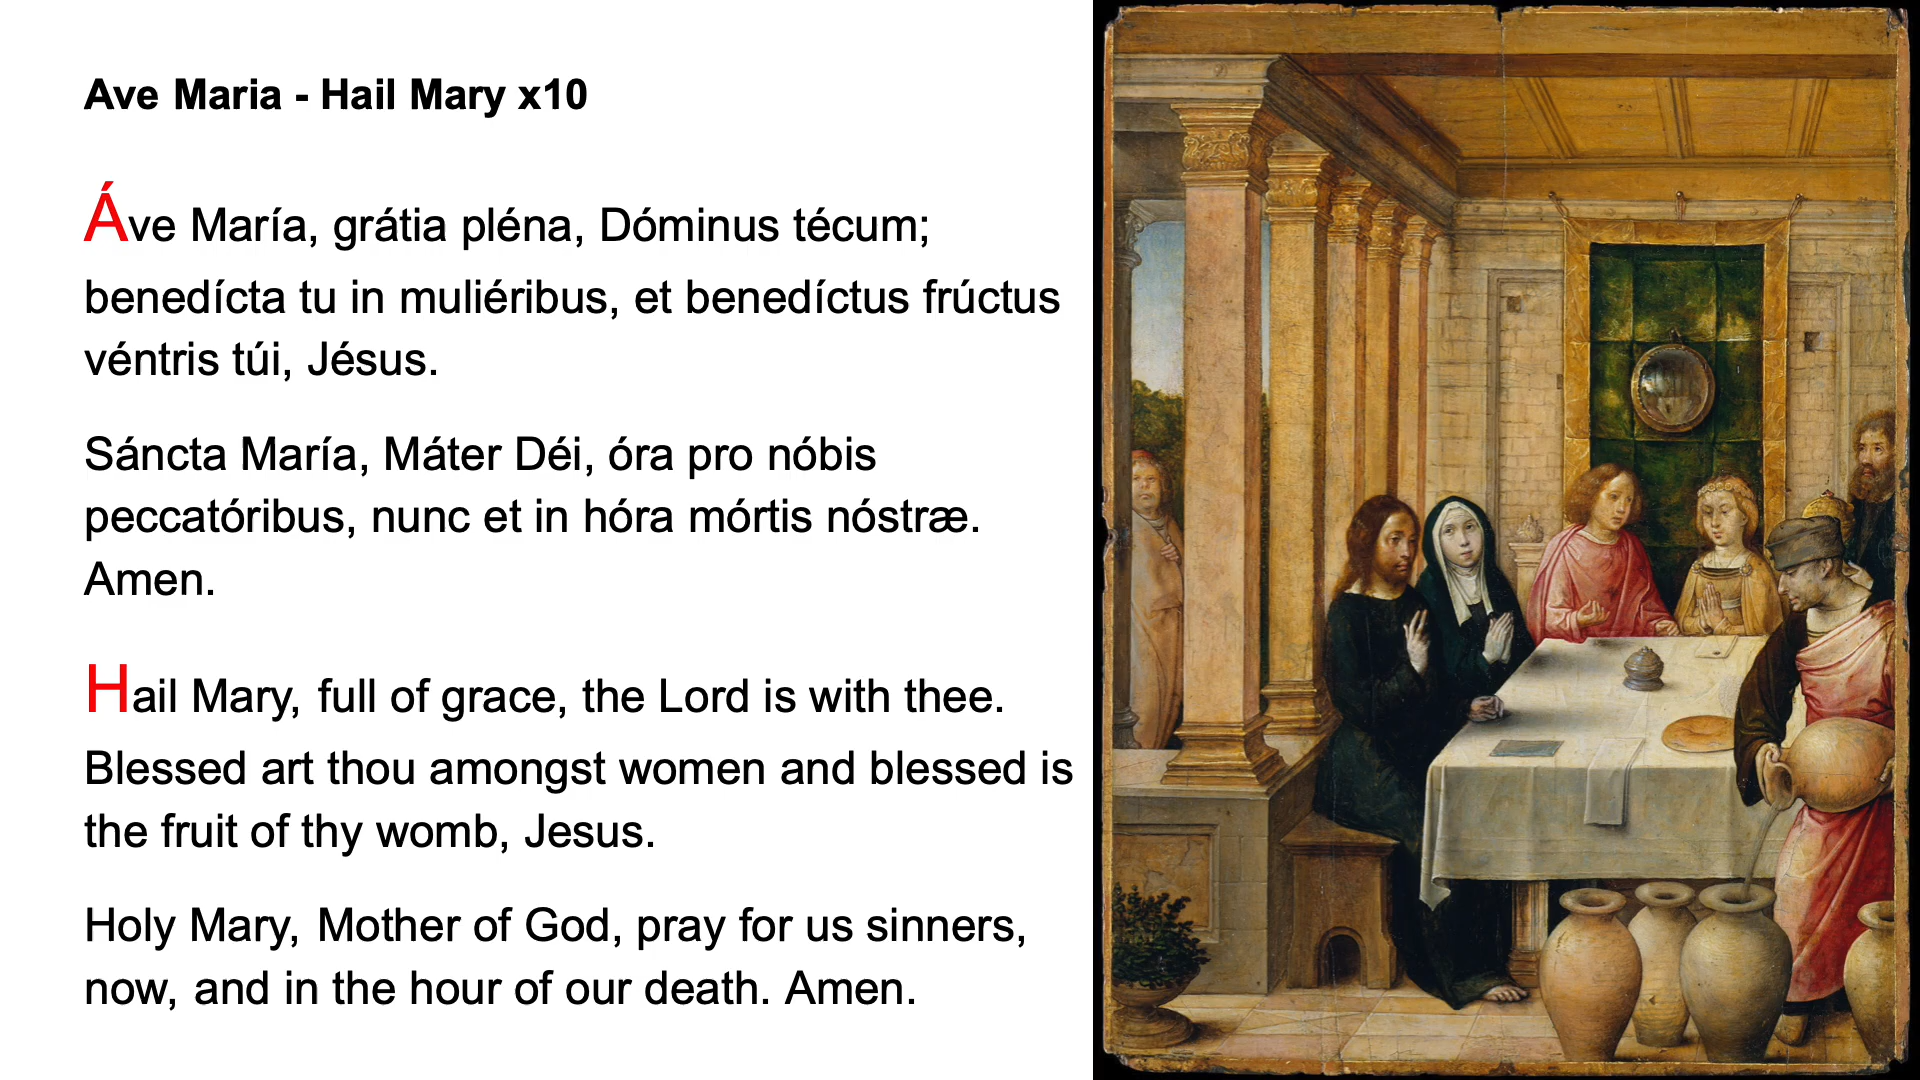 Ave Maria - Hail Mary x10
Áve María, grátia pléna, Dóminus técum;
benedícta tu in muliéribus, et benedíctus frúctus
véntris túi, Jésus.
Sáncta María, Máter Déi, óra pro nóbis
peccatóribus, nunc et in hóra mórtis nóstræ.
Amen.
Hail Mary, full of grace, the Lord is with thee.
Blessed art thou amongst women and blessed is
the fruit of thy womb, Jesus.
Holy Mary, Mother of God, pray for us sinners,
now, and in the hour of our death. Amen.